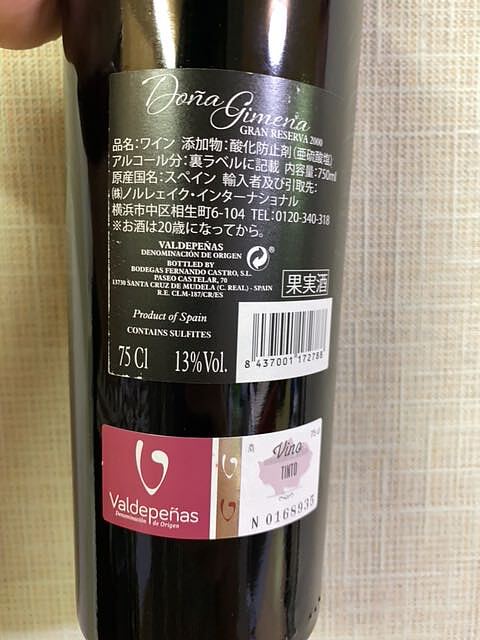 Doña Gimena
GRAN RESERVA 2000
品名:ワイン 添加物:酸化防止剤(亜硫酸塩)
アルコール分:裏ラベルに記載 内容量:750ml
原産国名:スペイン 輸入者及び引取先:
㈱ノルレェイク・インターナショナル
横浜市中区相生町6-104 TEL:0120-340-318
※お酒は20歳になってから。
VALDEPEÑAS
DENOMINACIÓN DE ORIGEN
BOTTLED BY
BODEGAS FERNANDO CASTRO, S.L.
PASEO CASTELAR, 70
13730 SANTA CRUZ DE MUDELA (C. REAL) - SPAIN
R.E. CLM-187/CR/ES
果実酒
Product of Spain
CONTAINS SULFITES
75 Cl 13%Vol.
8 437001 172788
Valdepeñas
Denominación de Origen
Vino
TINTO
75 cl
N 0168935